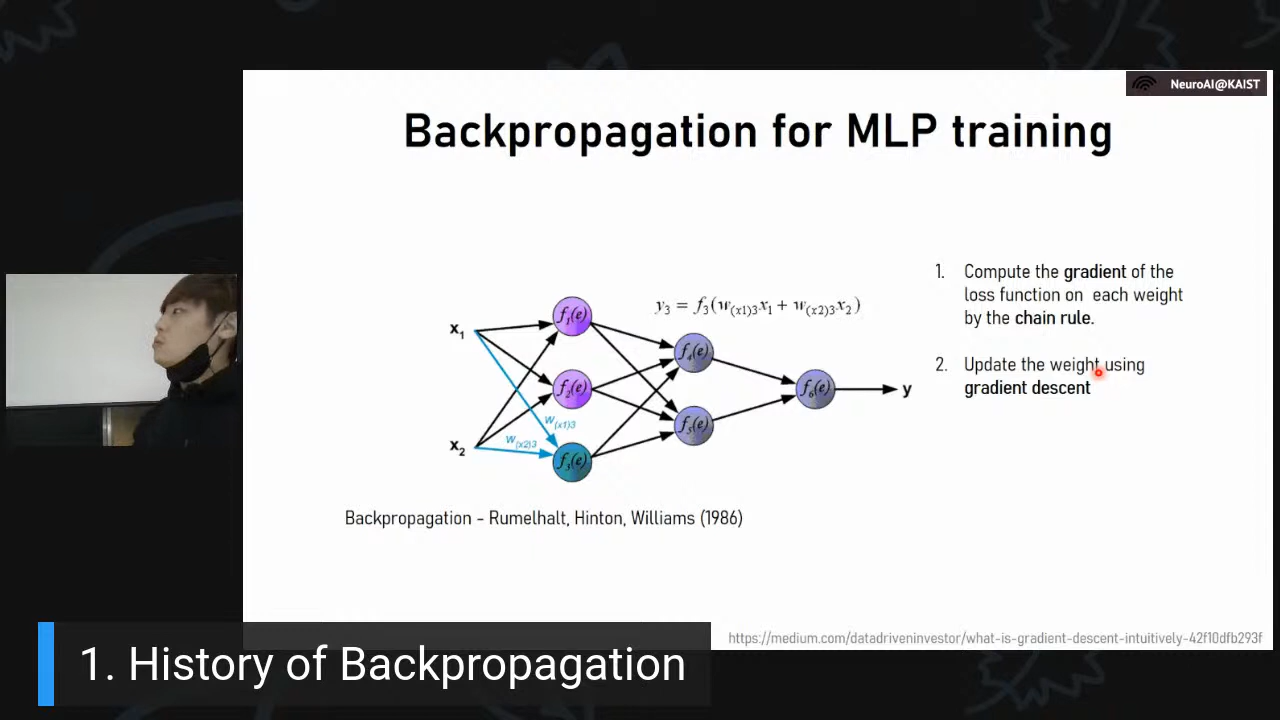 NeuroAI@KAIST
Backpropagation for MLP training
1. Compute the gradient of the
loss function on each weight
by the chain rule.
2. Update the weight using
gradient descent
y₃ = f₃(w₍ₓ₁₎₃x₁ + w₍ₓ₂₎₃x₂)
x₁
x₂
f₁(e)
f₂(e)
f₃(e)
w(x1)3
w(x2)3
f₄(e)
f₅(e)
f₆(e)
y
Backpropagation - Rumelhalt, Hinton, Williams (1986)
https://medium.com/datadriveninvestor/what-is-gradient-descent-intuitively-42f10dfb293f
1. History of Backpropagation